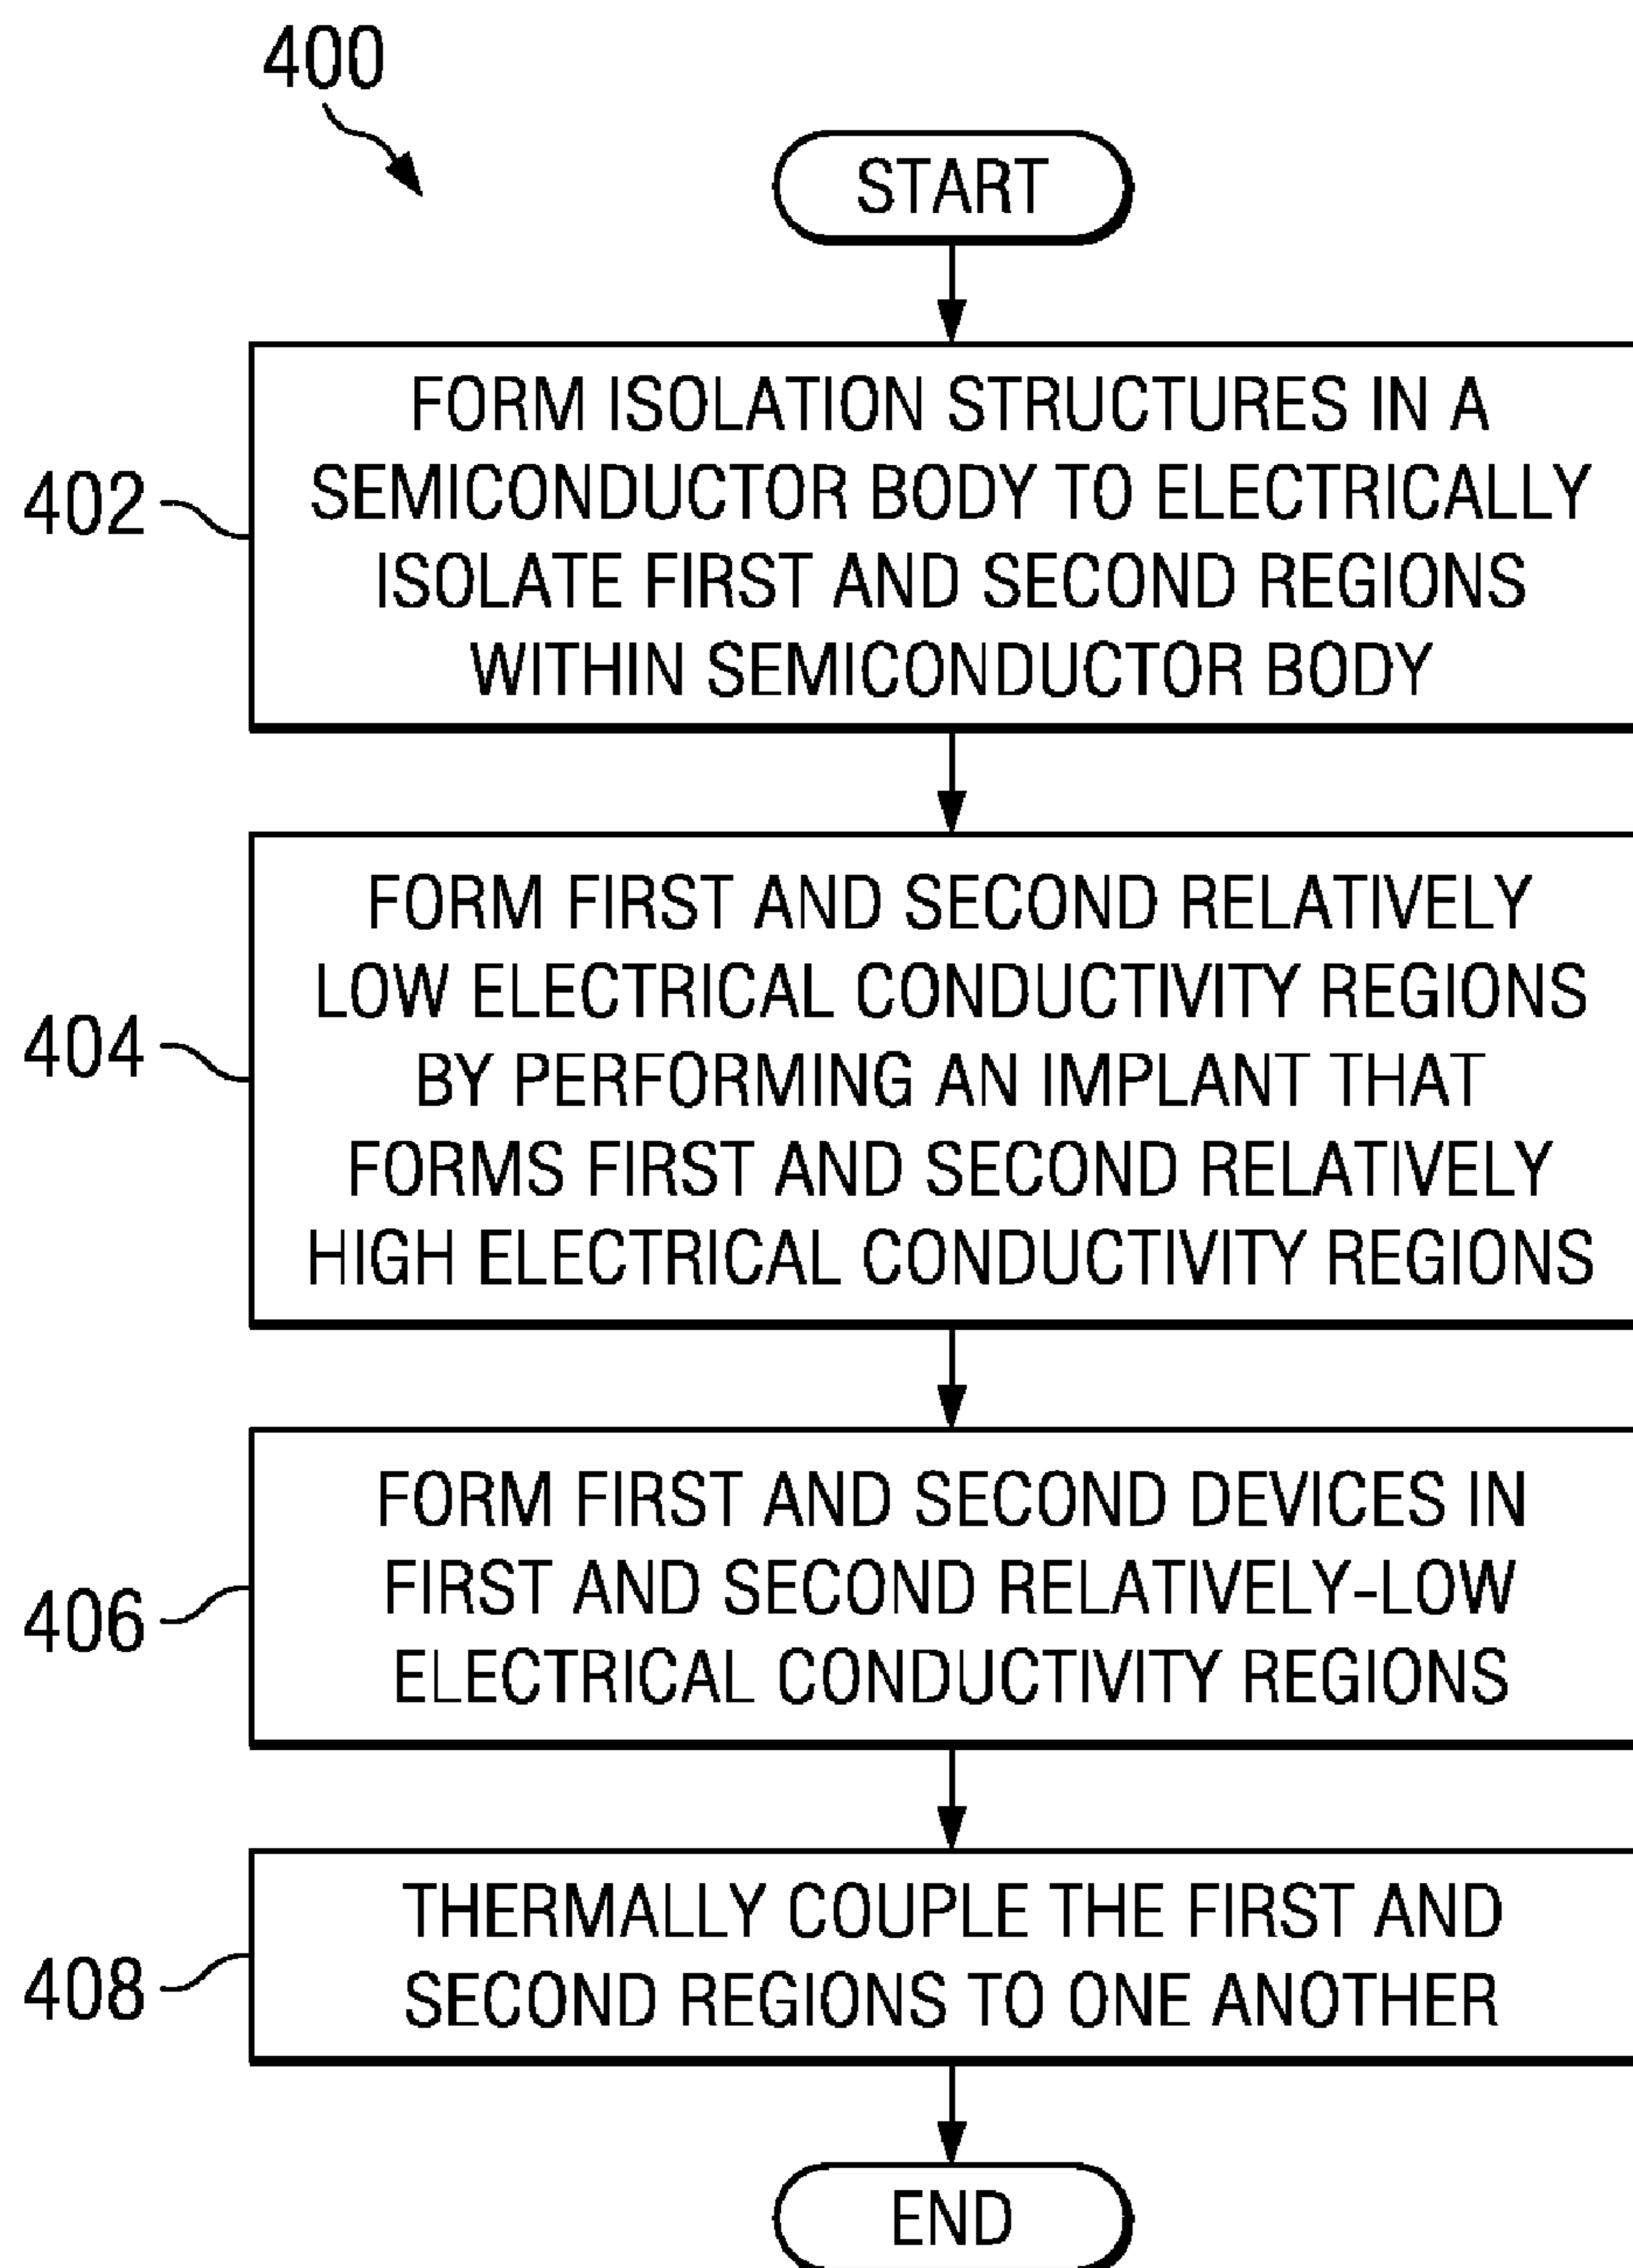 400
START
402
FORM ISOLATION STRUCTURES IN A
SEMICONDUCTOR BODY TO ELECTRICALLY
ISOLATE FIRST AND SECOND REGIONS
WITHIN SEMICONDUCTOR BODY
404
FORM FIRST AND SECOND RELATIVELY
LOW ELECTRICAL CONDUCTIVITY REGIONS
BY PERFORMING AN IMPLANT THAT
FORMS FIRST AND SECOND RELATIVELY
HIGH ELECTRICAL CONDUCTIVITY REGIONS
406
FORM FIRST AND SECOND DEVICES IN
FIRST AND SECOND RELATIVELY-LOW
ELECTRICAL CONDUCTIVITY REGIONS
408
THERMALLY COUPLE THE FIRST AND
SECOND REGIONS TO ONE ANOTHER
END